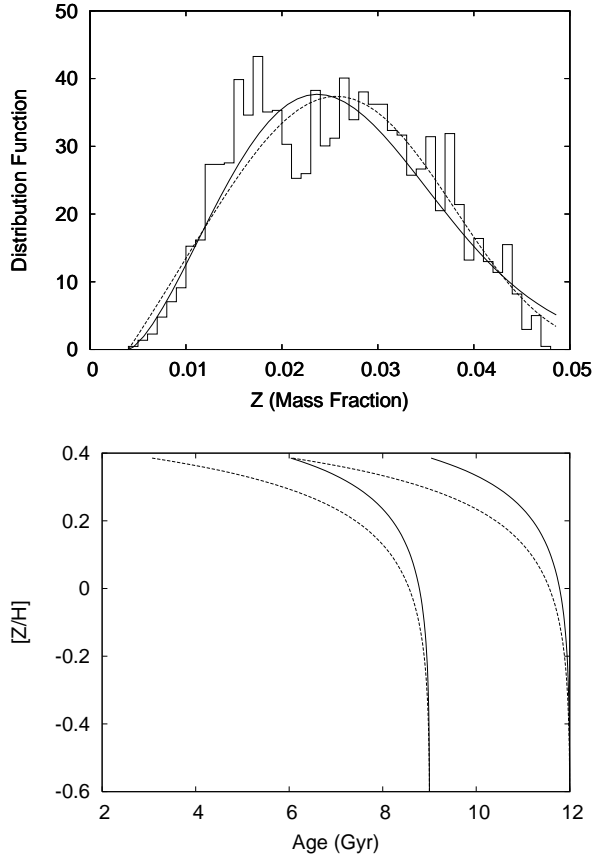 50
40
30
20
10
0
Distribution Function
0 0.01 0.02 0.03 0.04 0.05
Z (Mass Fraction)
0.4
0.2
0
-0.2
-0.4
-0.6
[Z/H]
2 4 6 8 10 12
Age (Gyr)